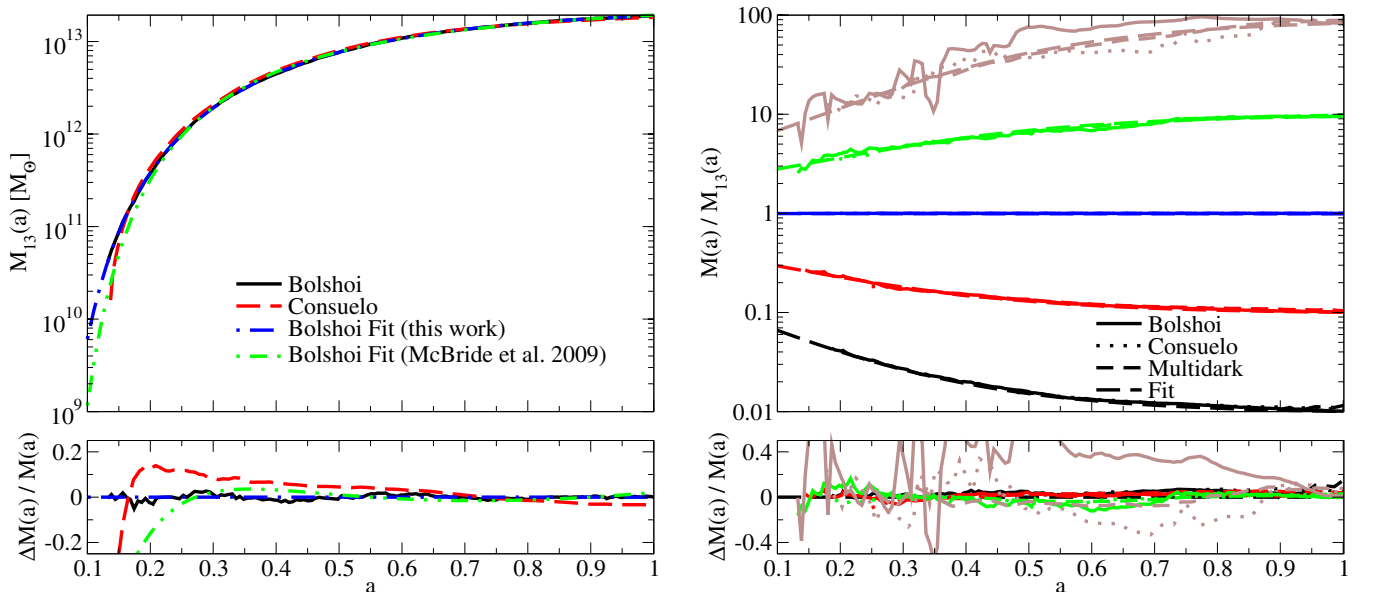 10^13
10^12
10^11
10^10
10^9
M_13(a) [M_⊙]
Bolshoi
Consuelo
Bolshoi Fit (this work)
Bolshoi Fit (McBride et al. 2009)
0.2
0
-0.2
ΔM(a) / M(a)
0.1 0.2 0.3 0.4 0.5 0.6 0.7 0.8 0.9 1
a
100
10
1
0.1
0.01
M(a) / M_13(a)
Bolshoi
Consuelo
Multidark
Fit
0.4
0
-0.4
ΔM(a) / M(a)
0.1 0.2 0.3 0.4 0.5 0.6 0.7 0.8 0.9 1
a